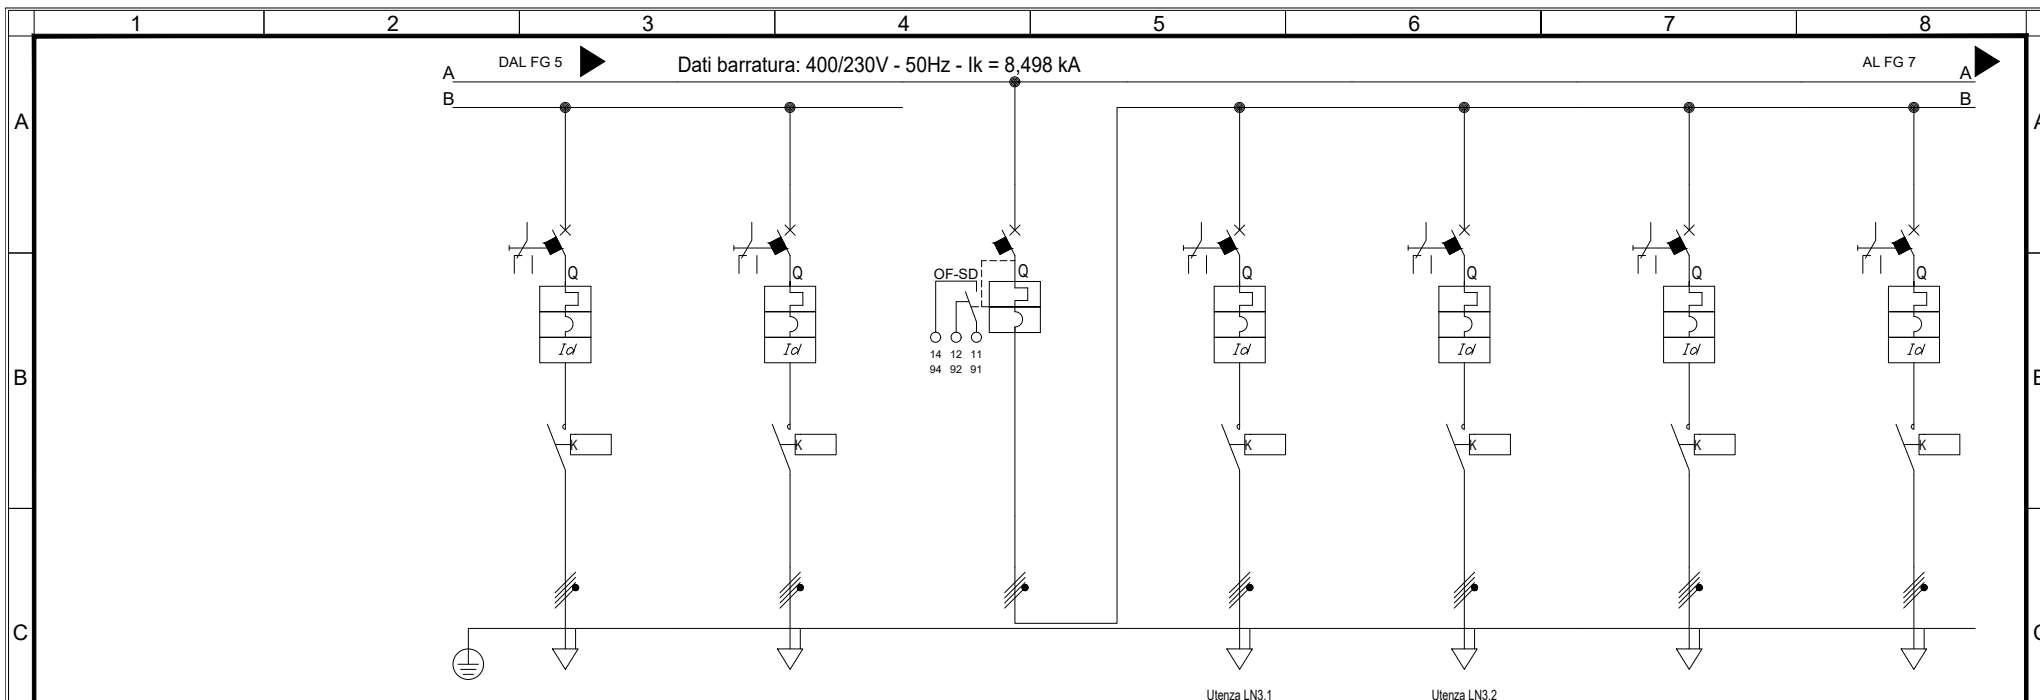 1 2 3 4 5 6 7 8
DAL FG 5 Dati barratura: 400/230V - 50Hz - Ik = 8,498 kA AL FG 7
A A
B B
A A
Q Q OF-SD Q Q Q Q Q
Id Id Id Id Id Id
14 12 11
94 92 91
B
K K K K K K
C
Utenza LN3.1 Utenza LN3.2